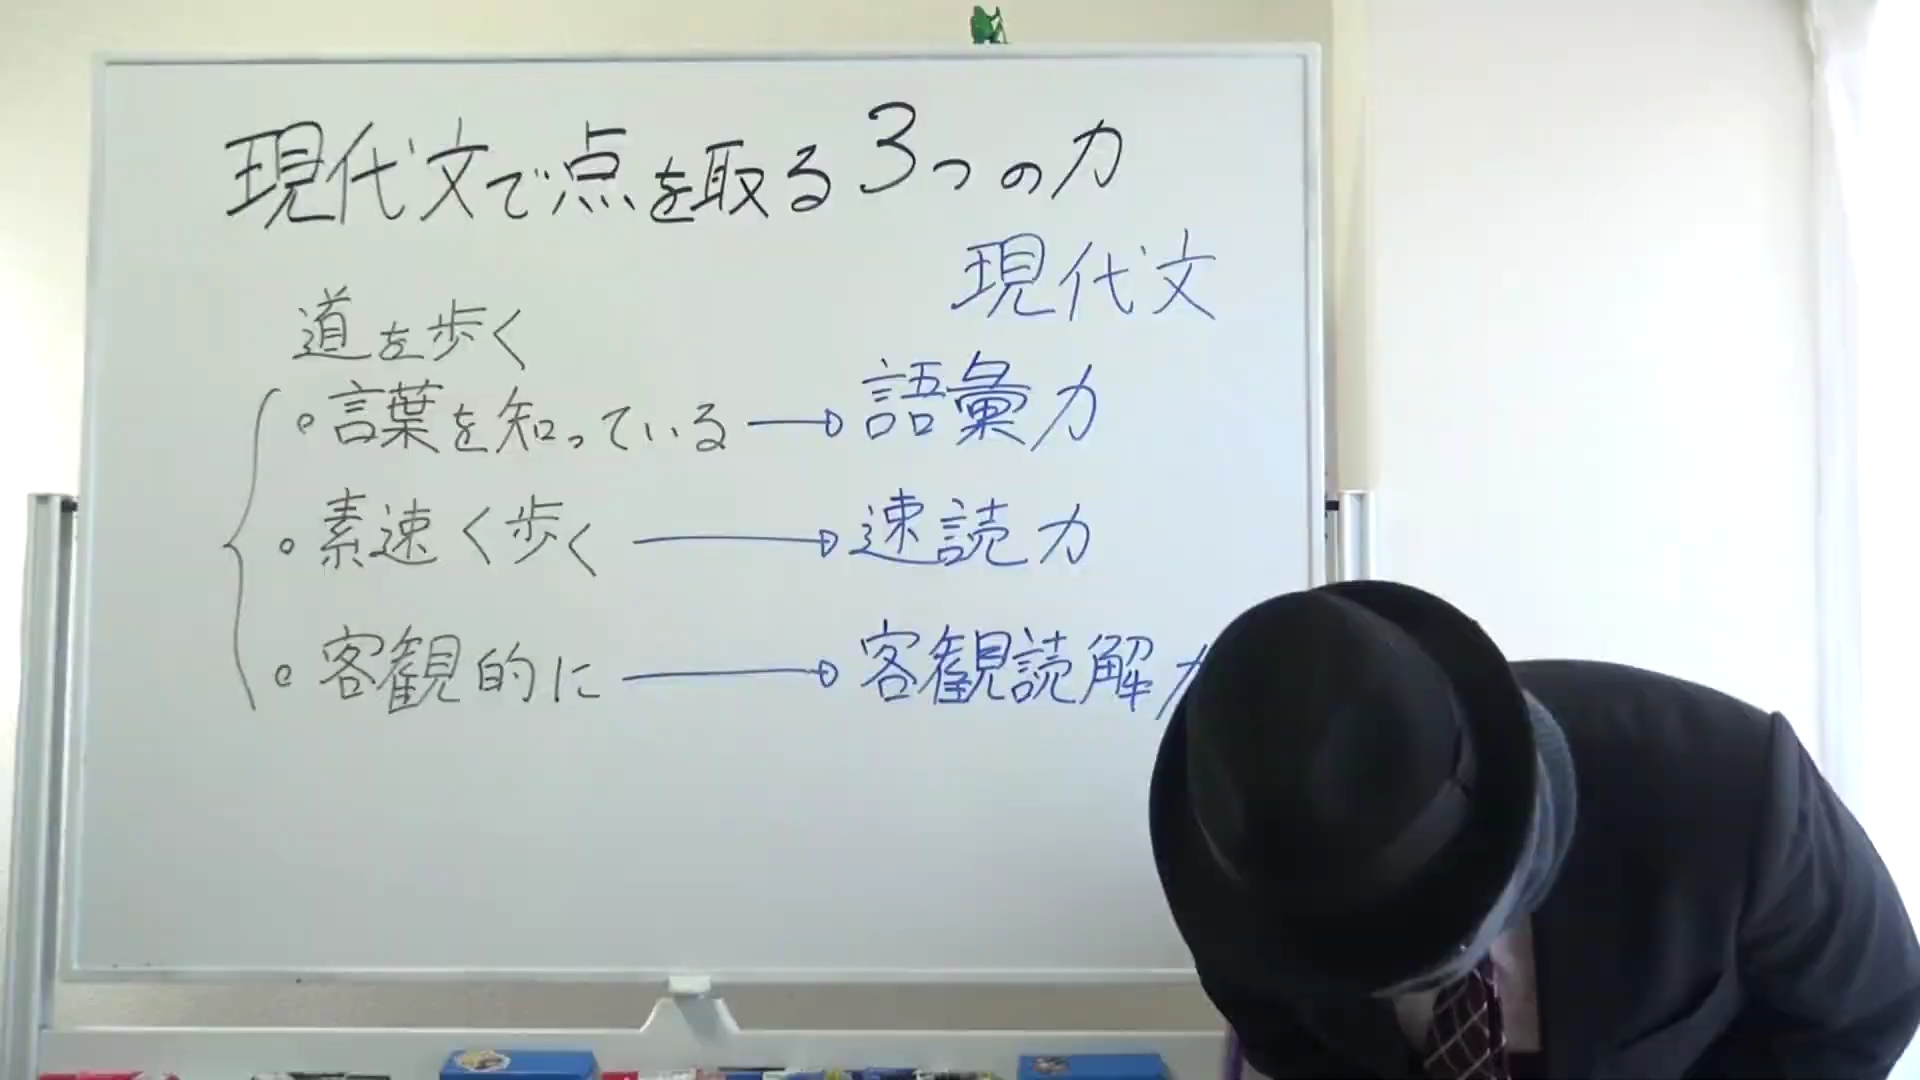 現代文で点を取る3つの力
現代文
道を歩く
言葉を知っている → 語彙力
素速く歩く → 速読力
客観的に → 客観読解力